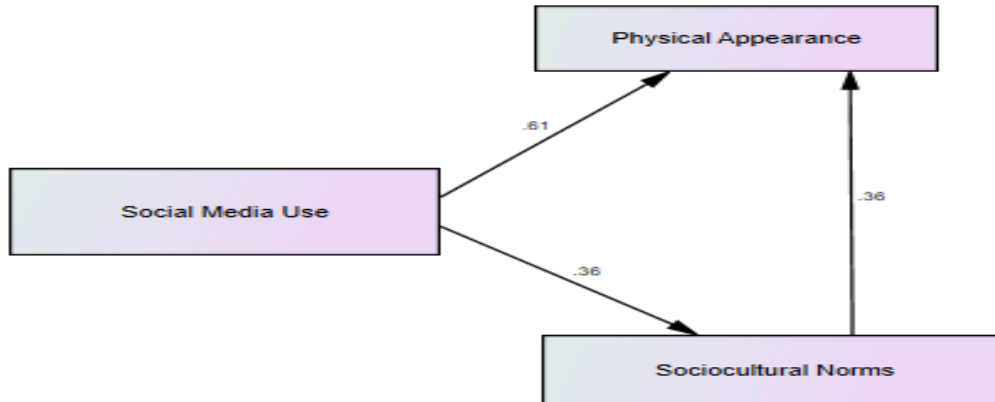 Physical Appearance
.61
Social Media Use
.36
.36
Sociocultural Norms